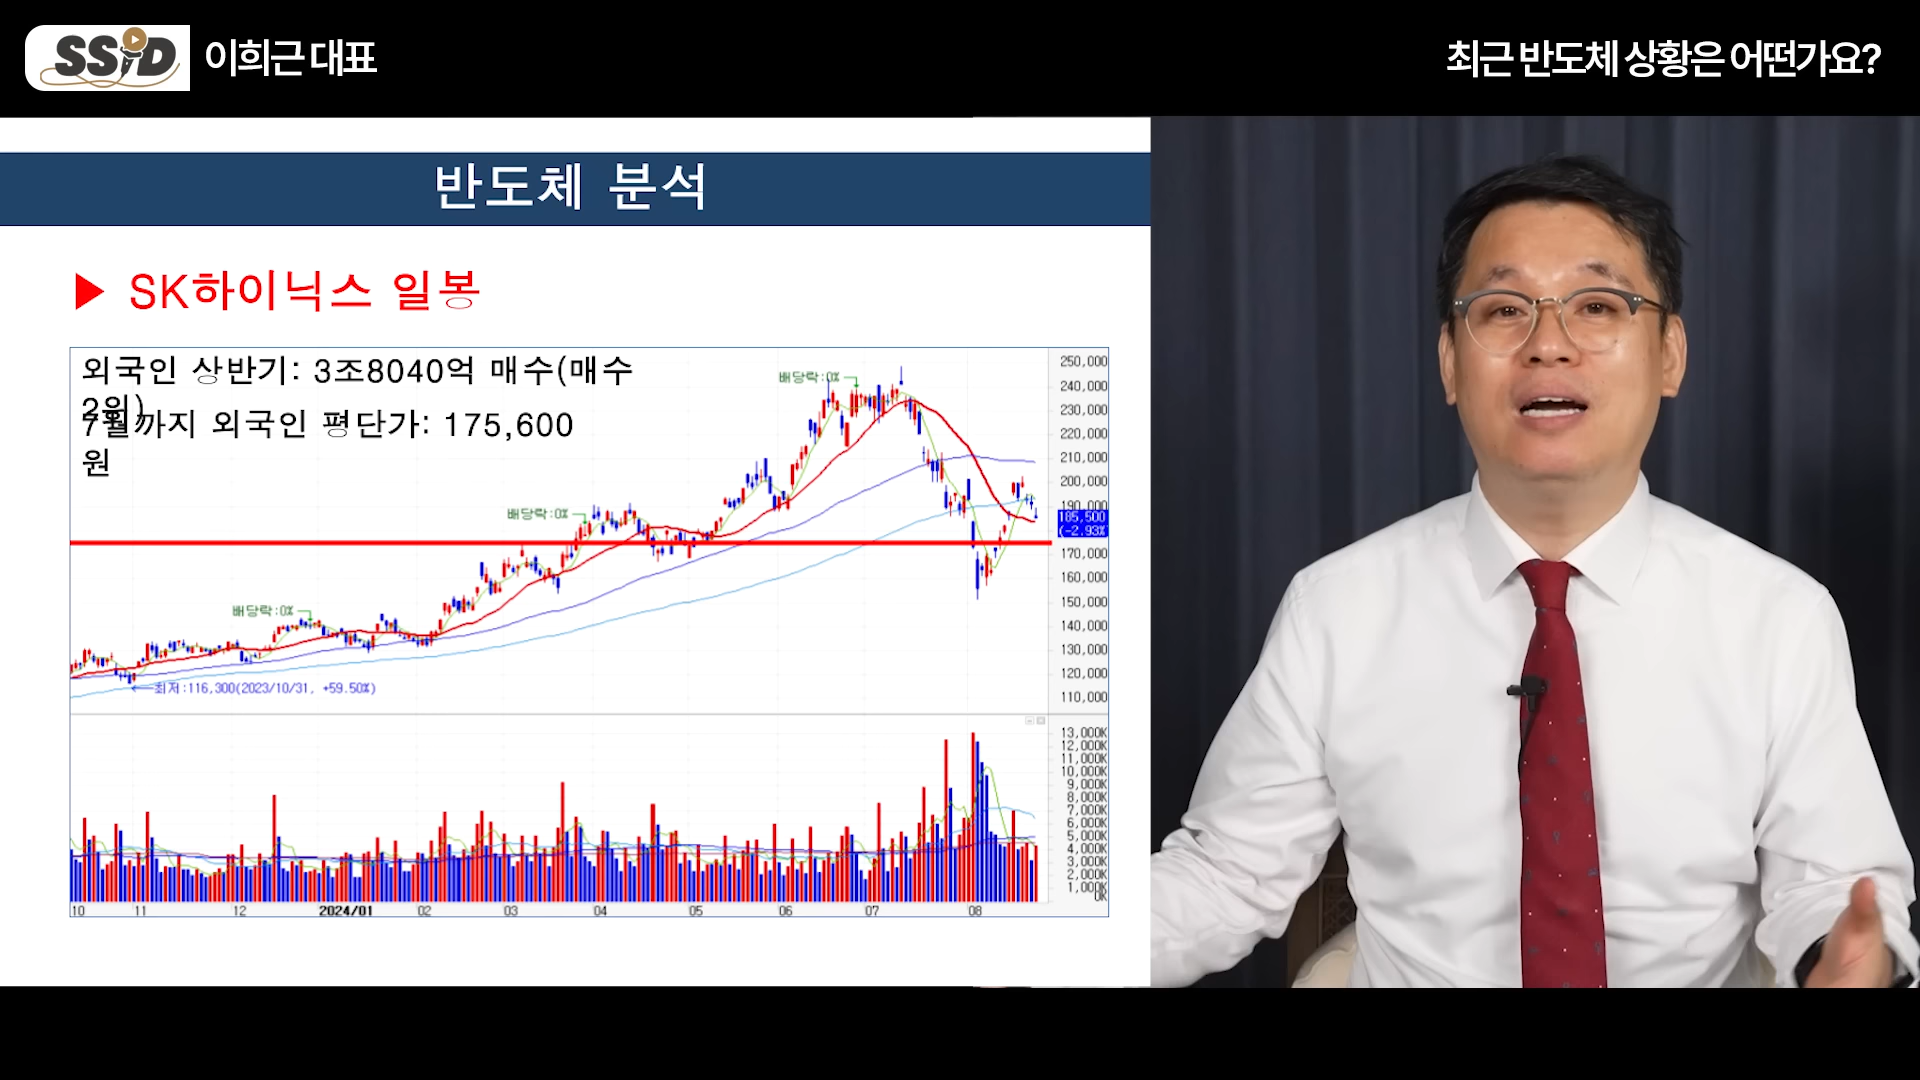 SSiD 이희근 대표
최근 반도체 상황은 어떤가요?
반도체 분석
▶ SK하이닉스 일봉
외국인 상반기: 3조8040억 매수(매수
2위)
7월까지 외국인 평단가: 175,600
원
배당락:0%
배당락:0%
배당락:0%
최저:116,300(2023/10/31, +59.50%)
250,000
240,000
230,000
220,000
210,000
200,000
190,000
185,500
(-2.93%
170,000
160,000
150,000
140,000
130,000
120,000
110,000
13,000K
12,000K
11,000K
10,000K
9,000K
8,000K
7,000K
6,000K
5,000K
4,000K
3,000K
2,000K
1,000K
0K
10 11 12 2024/01 02 03 04 05 06 07 08